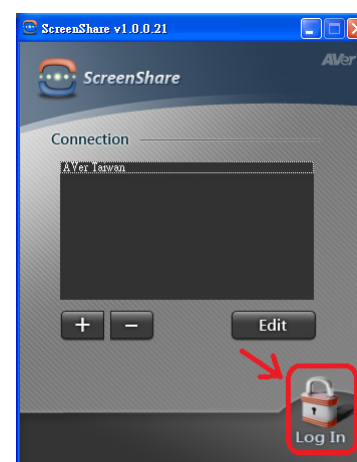 ScreenShare v1.0.0.21
AVer
ScreenShare
Connection
AVer Taiwan
Edit
Log In